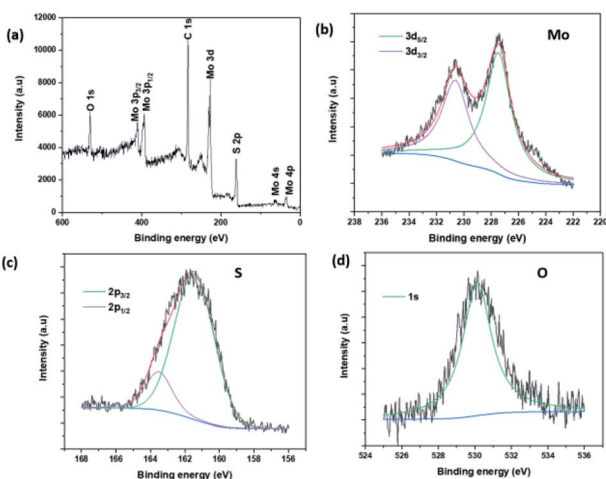 (a)
12000
10000
8000
6000
4000
2000
0
Intensity (a.u)
O 1s
Mo 3p3/2
Mo 3p1/2
C 1s
Mo 3d
S 2p
Mo 4s
Mo 4p
600 400 200 0
Binding energy (eV)
(b)
Mo
3d5/2
3d3/2
Intensity (a.u)
238 236 234 232 230 228 226 224 222 220
Binding energy (eV)
(c)
S
2p3/2
2p1/2
Intensity (a.u)
168 166 164 162 160 158 156
Binding energy (eV)
(d)
O
1s
Intensity (a.u)
524 526 528 530 532 534 536
Binding energy (eV)